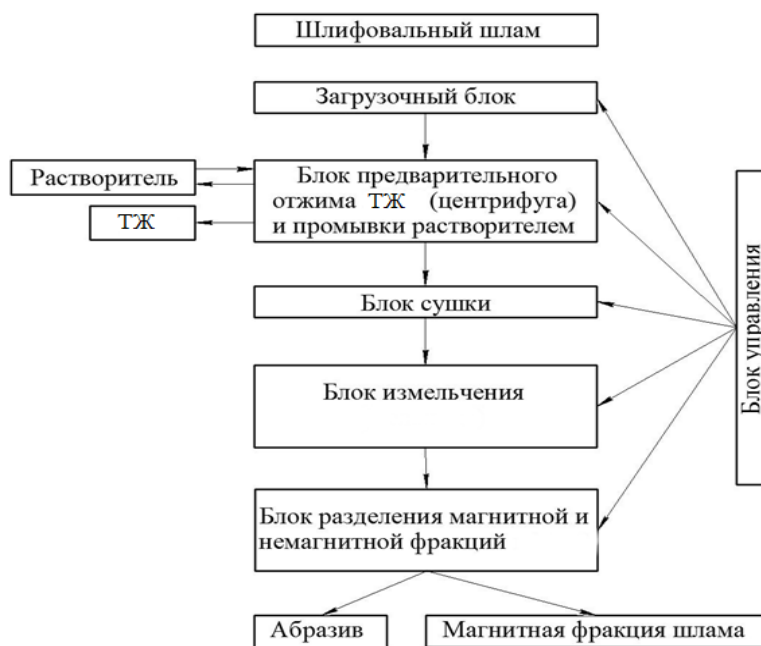 Шлифовальный шлам
Загрузочный блок
Растворитель
ТЖ
Блок предварительного
отжима ТЖ (центрифуга)
и промывки растворителем
Блок сушки
Блок измельчения
Блок разделения магнитной и
немагнитной фракций
Абразив
Магнитная фракция шлама
Блок управления